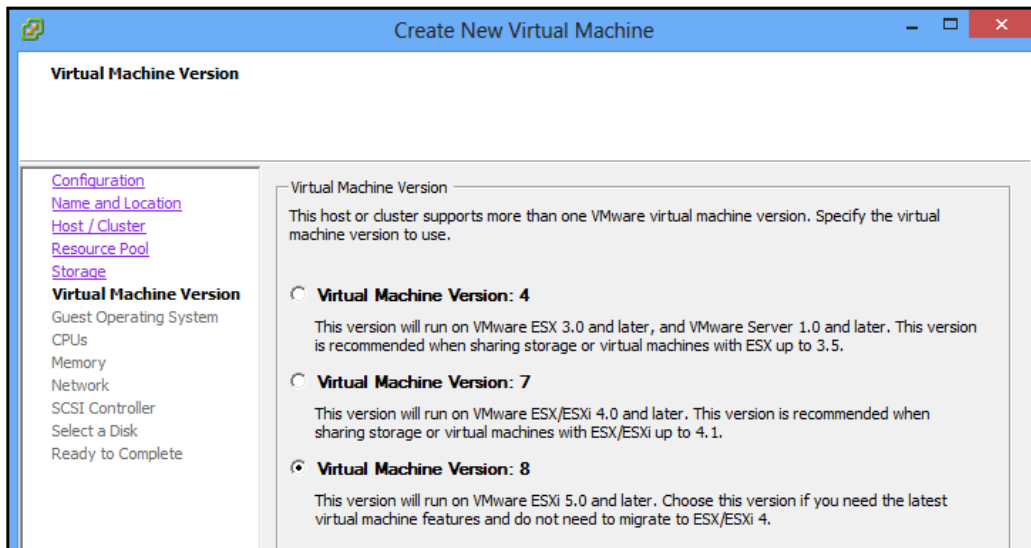 Create New Virtual Machine
Virtual Machine Version
Configuration
Name and Location
Host / Cluster
Resource Pool
Storage
Virtual Machine Version
Guest Operating System
CPUs
Memory
Network
SCSI Controller
Select a Disk
Ready to Complete
Virtual Machine Version
This host or cluster supports more than one VMware virtual machine version. Specify the virtual
machine version to use.
Virtual Machine Version: 4
This version will run on VMware ESX 3.0 and later, and VMware Server 1.0 and later. This version
is recommended when sharing storage or virtual machines with ESX up to 3.5.
Virtual Machine Version: 7
This version will run on VMware ESX/ESXi 4.0 and later. This version is recommended when
sharing storage or virtual machines with ESX/ESXi up to 4.1.
Virtual Machine Version: 8
This version will run on VMware ESXi 5.0 and later. Choose this version if you need the latest
virtual machine features and do not need to migrate to ESX/ESXi 4.